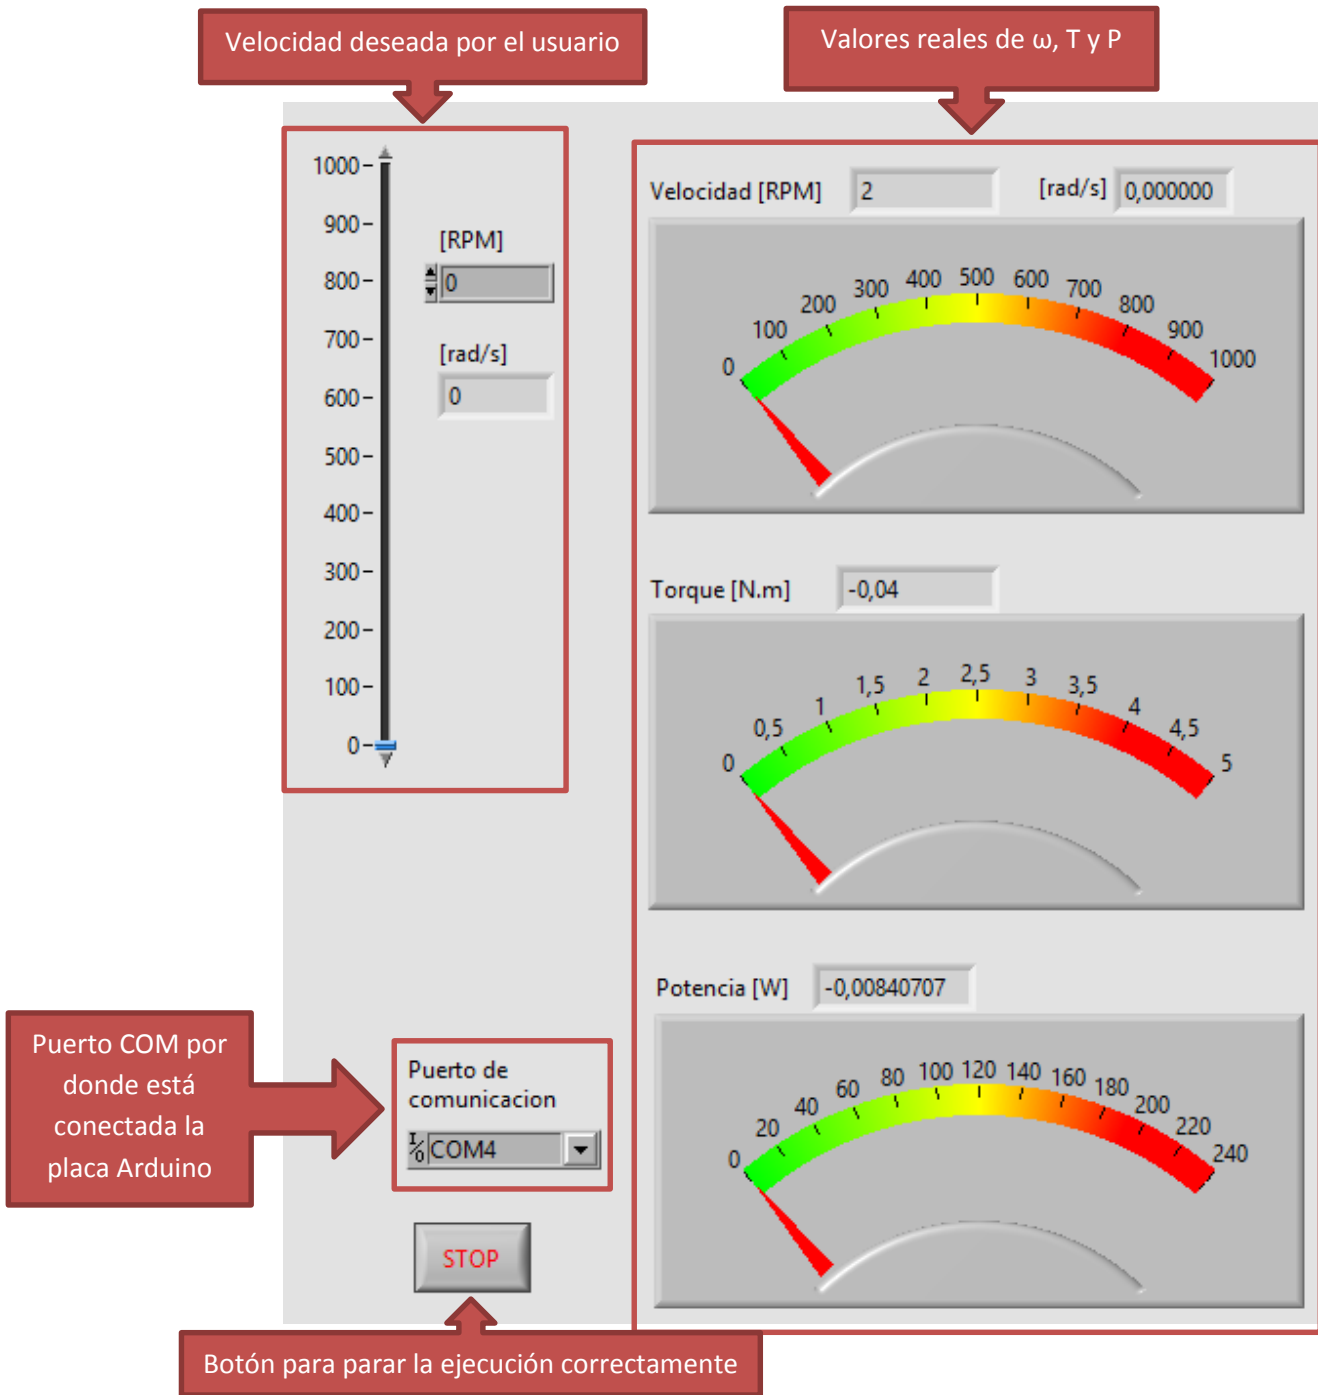 Velocidad deseada por el usuario
Valores reales de ω, T y P
1000
900
800
700
600
500
400
300
200
100
0
[RPM]
0
[rad/s]
0
Velocidad [RPM] 2 [rad/s] 0,000000
0 100 200 300 400 500 600 700 800 900 1000
Torque [N.m] -0,04
0 0,5 1 1,5 2 2,5 3 3,5 4 4,5 5
Potencia [W] -0,00840707
0 20 40 60 80 100 120 140 160 180 200 220 240
Puerto COM por
donde está
conectada la
placa Arduino
Puerto de
comunicacion
I/O COM4
STOP
Botón para parar la ejecución correctamente